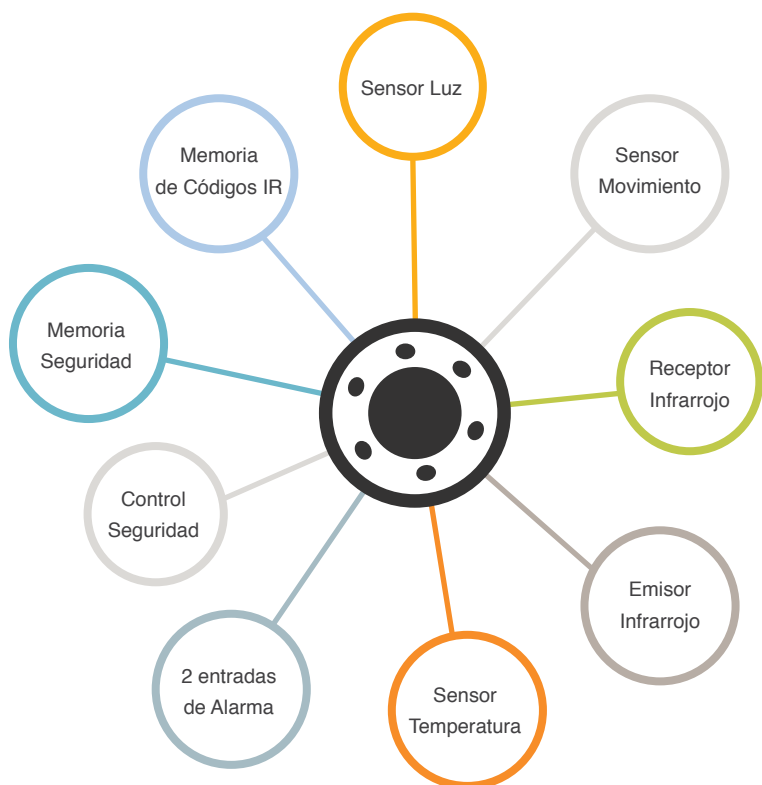 Sensor Luz
Sensor
Movimiento
Receptor
Infrarrojo
Emisor
Infrarrojo
Sensor
Temperatura
2 entradas
de Alarma
Control
Seguridad
Memoria
Seguridad
Memoria
de Códigos IR